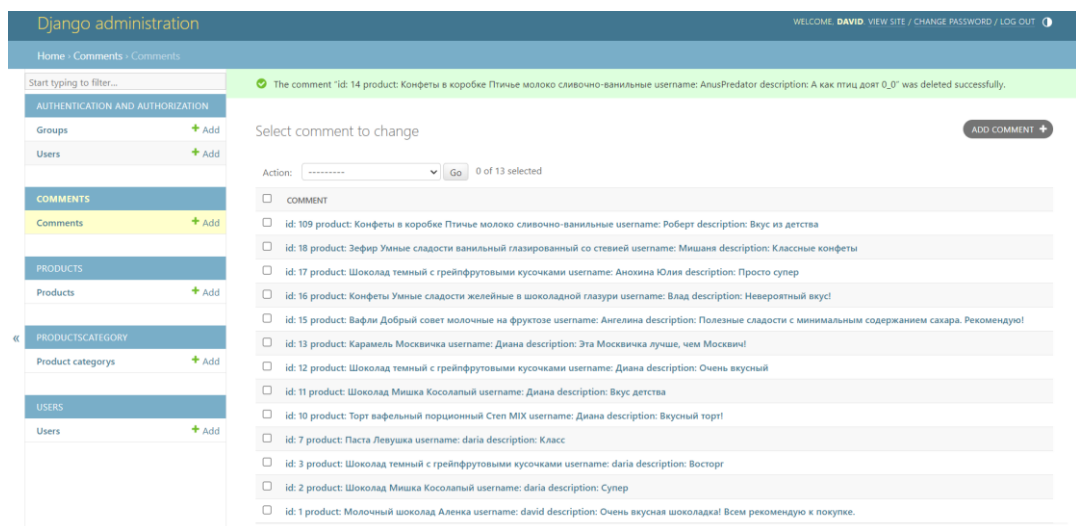 Django administration
WELCOME, DAVID. VIEW SITE / CHANGE PASSWORD / LOG OUT
Home › Comments › Comments
Start typing to filter...
AUTHENTICATION AND AUTHORIZATION
Groups + Add
Users + Add
COMMENTS
Comments + Add
PRODUCTS
Products + Add
PRODUCTSCATEGORY
Product categorys + Add
USERS
Users + Add
«
The comment "id: 14 product: Конфеты в коробке Птичье молоко сливочно-ванильные username: AnusPredator description: А как птиц доят 0_0" was deleted successfully.
Select comment to change
ADD COMMENT +
Action: --------- Go 0 of 13 selected
COMMENT
id: 109 product: Конфеты в коробке Птичье молоко сливочно-ванильные username: Роберт description: Вкус из детства
id: 18 product: Зефир Умные сладости ванильный глазированный со стевией username: Мишаня description: Классные конфеты
id: 17 product: Шоколад темный с грейпфрутовыми кусочками username: Анохина Юлия description: Просто супер
id: 16 product: Конфеты Умные сладости желейные в шоколадной глазури username: Влад description: Невероятный вкус!
id: 15 product: Вафли Добрый совет молочные на фруктозе username: Ангелина description: Полезные сладости с минимальным содержанием сахара. Рекомендую!
id: 13 product: Карамель Москвичка username: Диана description: Эта Москвичка лучше, чем Москвич!
id: 12 product: Шоколад темный с грейпфрутовыми кусочками username: Диана description: Очень вкусный
id: 11 product: Шоколад Мишка Косолапый username: Диана description: Вкус детства
id: 10 product: Торт вафельный порционный Степ MIX username: Диана description: Вкусный торт!
id: 7 product: Паста Левушка username: daria description: Класс
id: 3 product: Шоколад темный с грейпфрутовыми кусочками username: daria description: Восторг
id: 2 product: Шоколад Мишка Косолапый username: daria description: Супер
id: 1 product: Молочный шоколад Аленка username: david description: Очень вкусная шоколадка! Всем рекомендую к покупке.